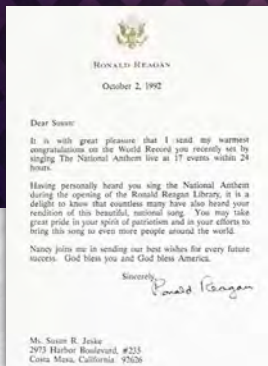 RONALD REAGAN
October 2, 1992
Dear Susan:
It is with great pleasure that I send my warmest
congratulations on the World Record you recently set by
singing The National Anthem live at 17 events within 24
hours.
Having personally heard you sing the National Anthem
during the opening of the Ronald Reagan Library, it is a
delight to know that countless many have also heard your
rendition of this beautiful, national song. You may take
great pride in your spirit of patriotism and in your efforts to
bring this song to even more people around the world.
Nancy joins me in sending our best wishes for every future
success. God bless you and God bless America.
Sincerely,
Ronald Reagan
Ms. Susan R. Jeske
2973 Harbor Boulevard, #235
Costa Mesa, California 92626